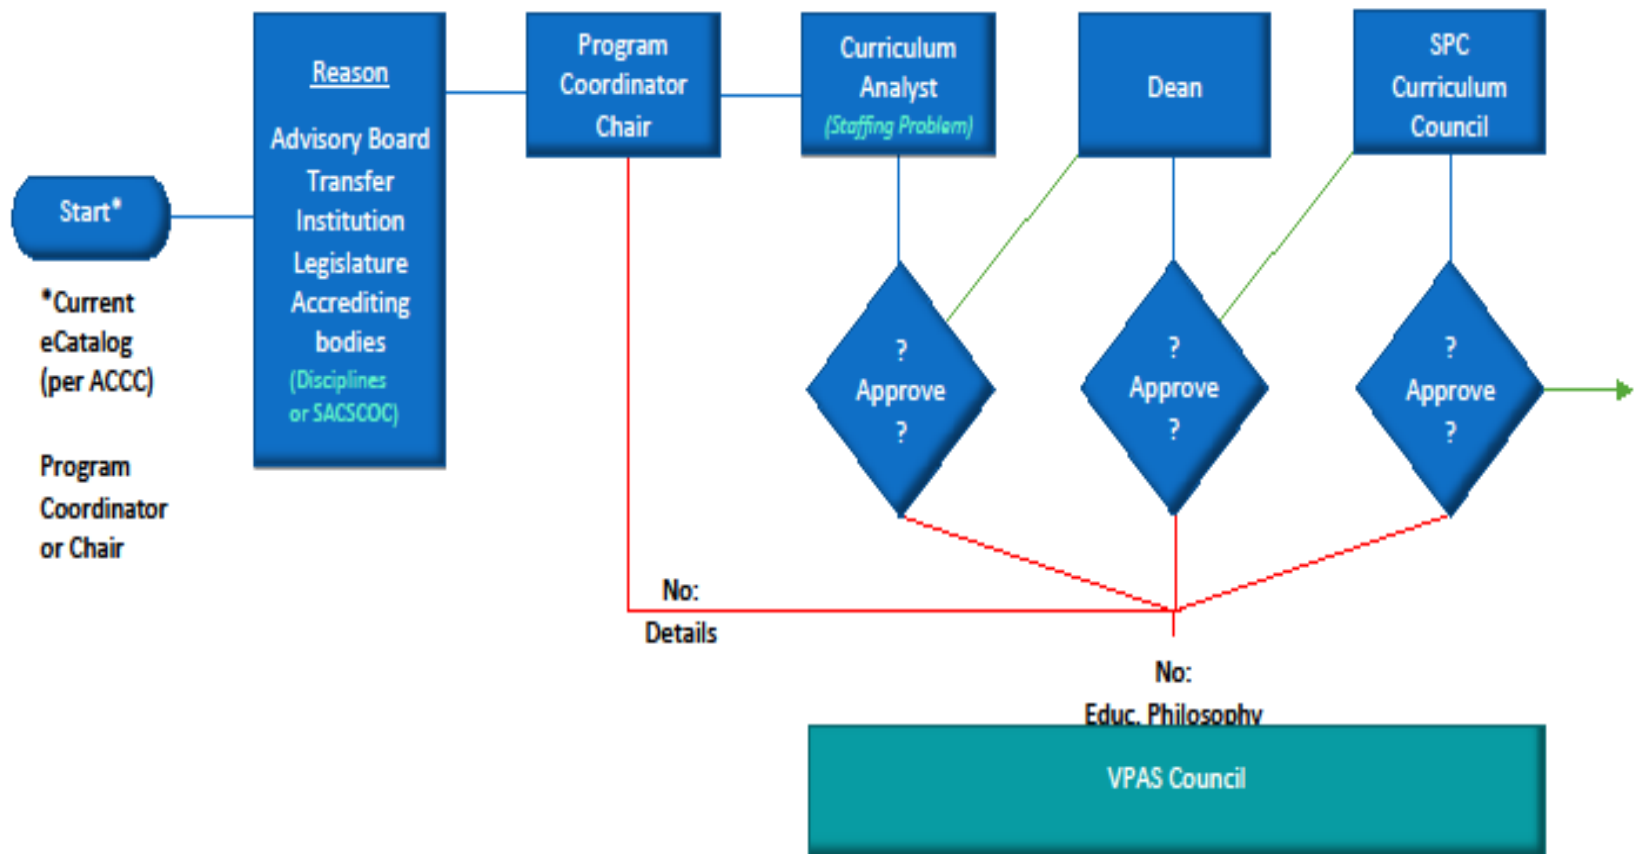 Start*
*Current
eCatalog
(per ACCC)
Program
Coordinator
or Chair
Reason
Advisory Board
Transfer
Institution
Legislature
Accrediting
bodies
(Disciplines
or SACSCOC)
Program
Coordinator
Chair
Curriculum
Analyst
(Staffing Problem)
Dean
SPC
Curriculum
Council
?
Approve
?
?
Approve
?
?
Approve
?
No:
Details
No:
Educ. Philosophy
VPAS Council